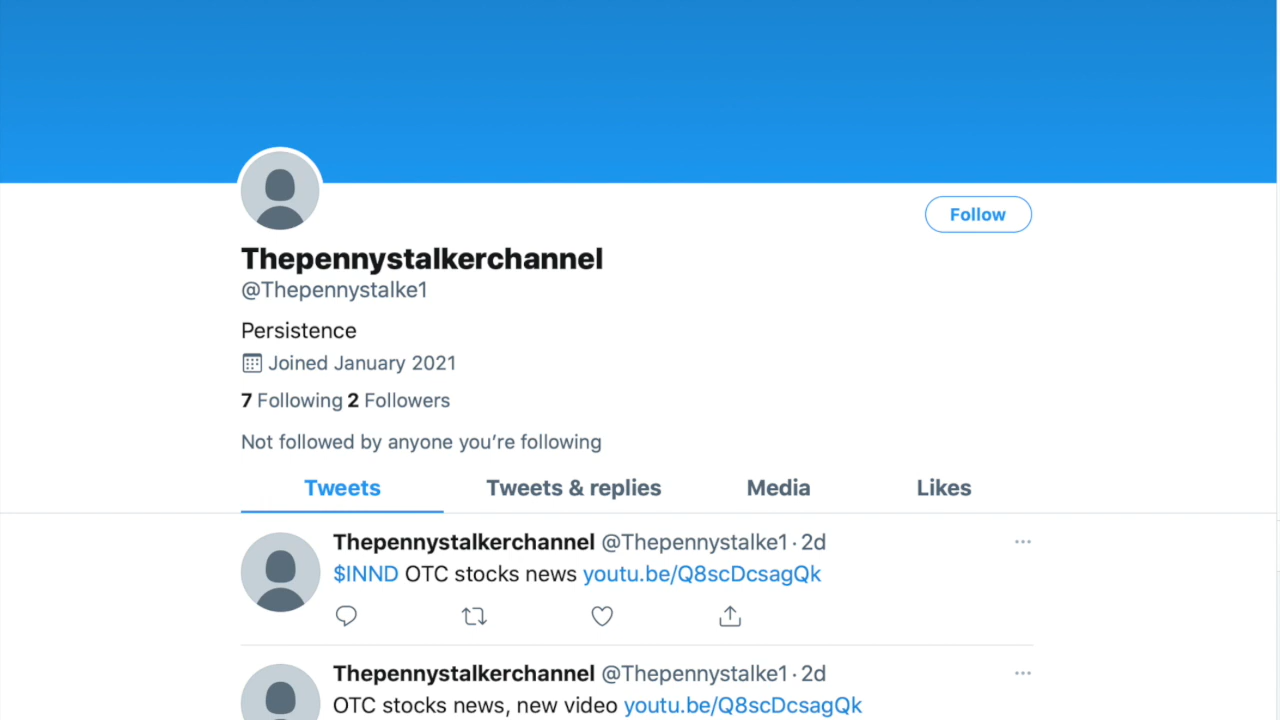 Follow
Thepennystalkerchannel
@Thepennystalke1
Persistence
Joined January 2021
7 Following 2 Followers
Not followed by anyone you’re following
Tweets Tweets & replies Media Likes
Thepennystalkerchannel @Thepennystalke1 · 2d
$INND OTC stocks news youtu.be/Q8scDcsagQk
Thepennystalkerchannel @Thepennystalke1 · 2d
OTC stocks news, new video youtu.be/Q8scDcsagQk